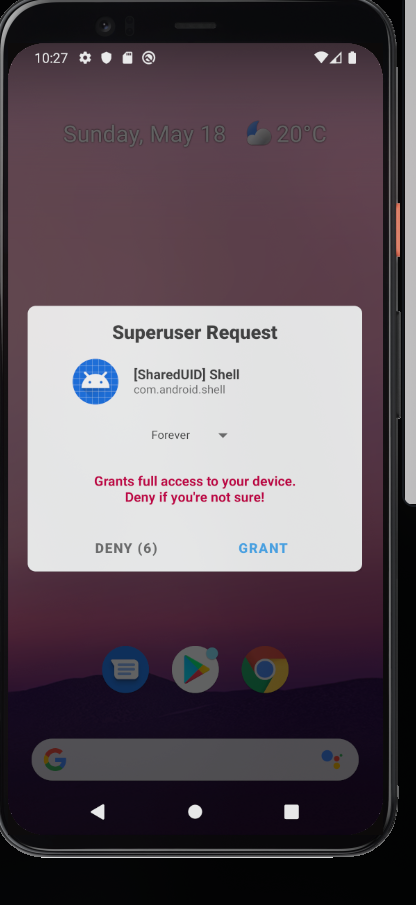 10:27
Sunday, May 18 20°C
Superuser Request
[SharedUID] Shell
com.android.shell
Forever
Grants full access to your device.
Deny if you're not sure!
DENY (6) GRANT